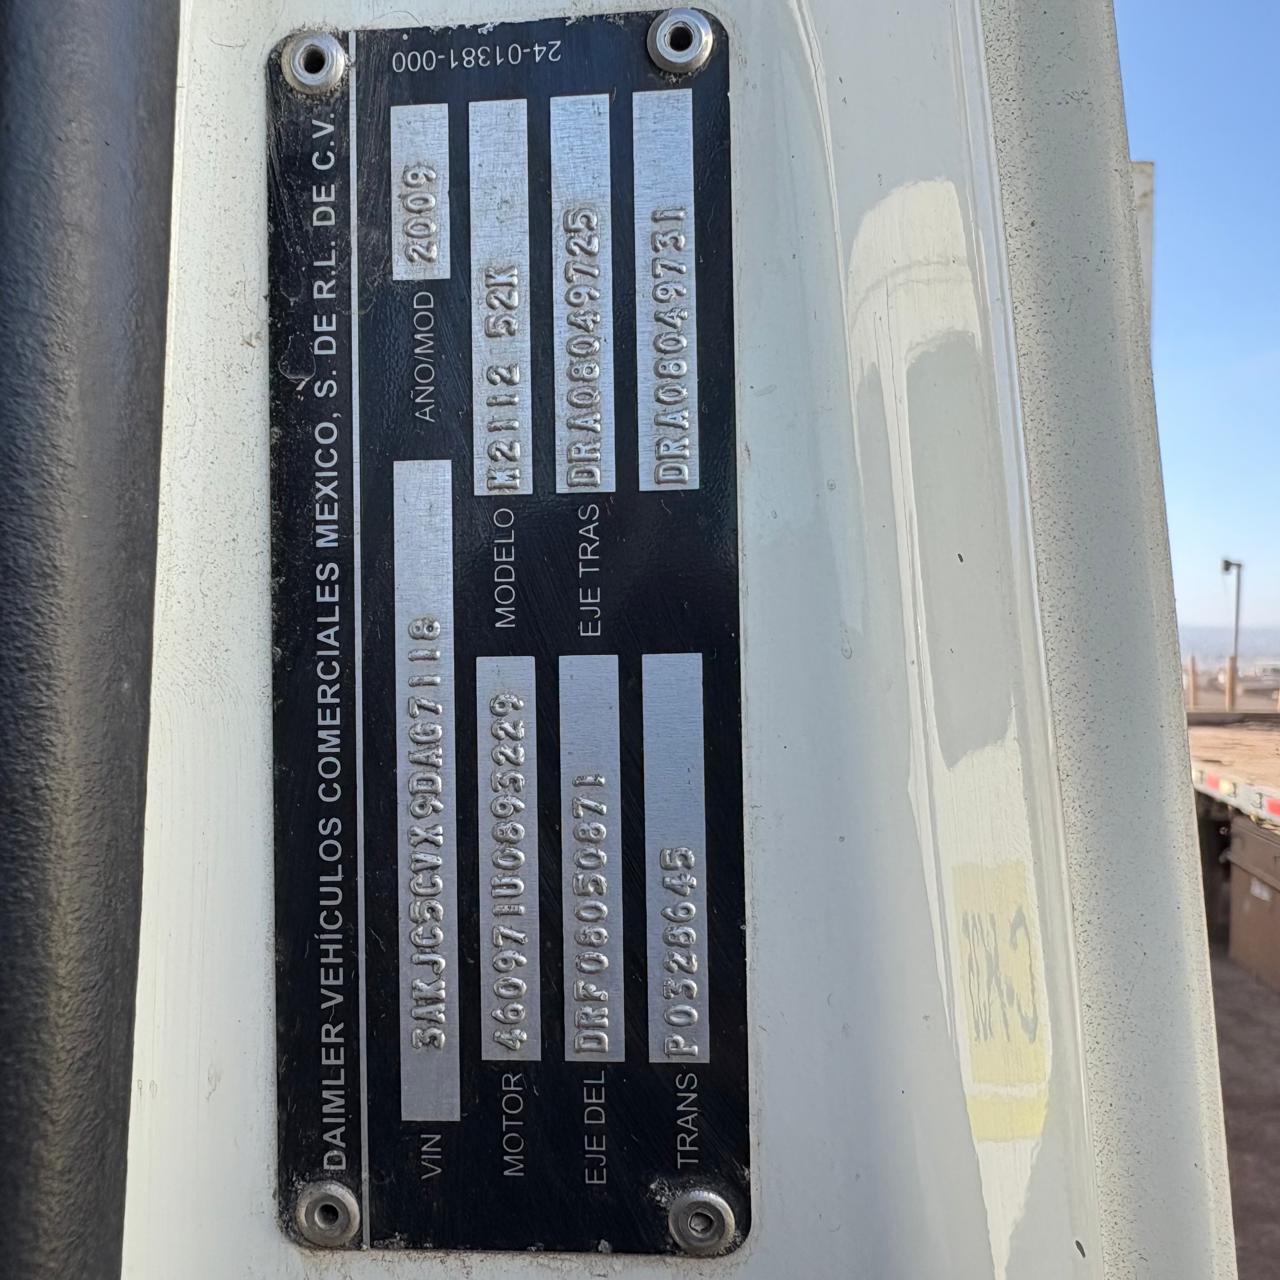 DAIMLER VEHÍCULOS COMERCIALES MEXICO, S. DE R.L. DE C.V.
VIN 3AKJC5CVX9DAG7118 AÑO/MOD 2009
MOTOR 460971U0895229 MODELO M2112 52K
EJE DEL DRF08050871 EJE TRAS DRA08049725
TRANS P0328645 DRA08049731
24-01381-000